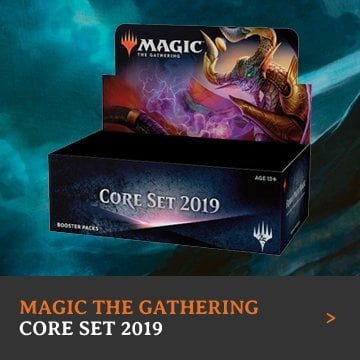 MAGIC
THE GATHERING
AGE 13+
CORE SET 2019
BOOSTER PACKS
MAGIC THE GATHERING
CORE SET 2019
>